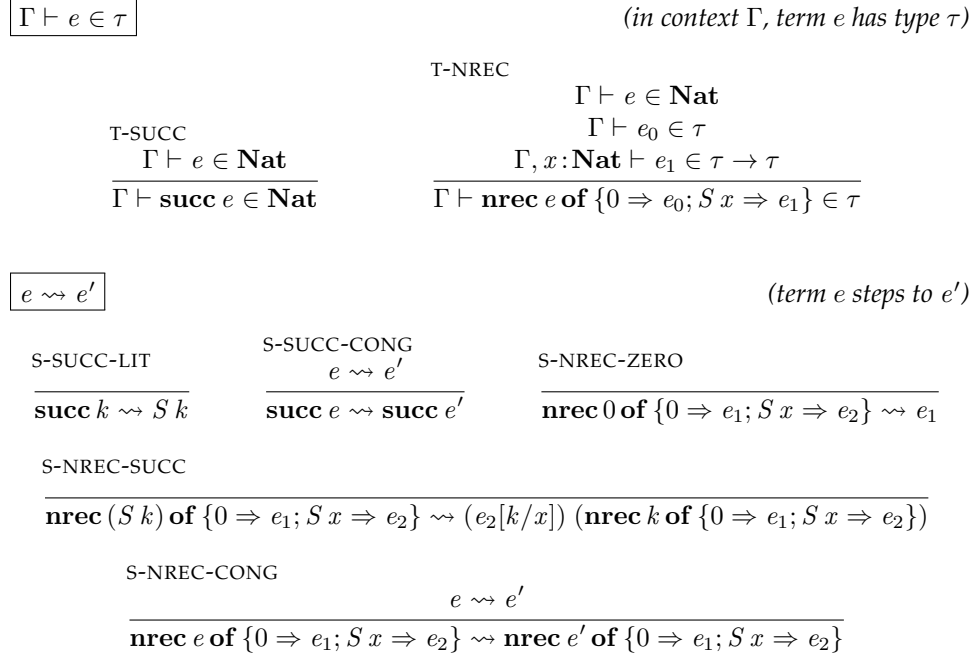 Γ ⊢ e ∈ τ (in context Γ, term e has type τ)
T-SUCC
Γ ⊢ e ∈ Nat
Γ ⊢ succ e ∈ Nat
T-NREC
Γ ⊢ e ∈ Nat
Γ ⊢ e₀ ∈ τ
Γ, x : Nat ⊢ e₁ ∈ τ → τ
Γ ⊢ nrec e of {0 ⇒ e₀; S x ⇒ e₁} ∈ τ
e ⇝ e′ (term e steps to e′)
S-SUCC-LIT
succ k ⇝ S k
S-SUCC-CONG
e ⇝ e′
succ e ⇝ succ e′
S-NREC-ZERO
nrec 0 of {0 ⇒ e₁; S x ⇒ e₂} ⇝ e₁
S-NREC-SUCC
nrec (S k) of {0 ⇒ e₁; S x ⇒ e₂} ⇝ (e₂[k/x]) (nrec k of {0 ⇒ e₁; S x ⇒ e₂})
S-NREC-CONG
e ⇝ e′
nrec e of {0 ⇒ e₁; S x ⇒ e₂} ⇝ nrec e′ of {0 ⇒ e₁; S x ⇒ e₂}